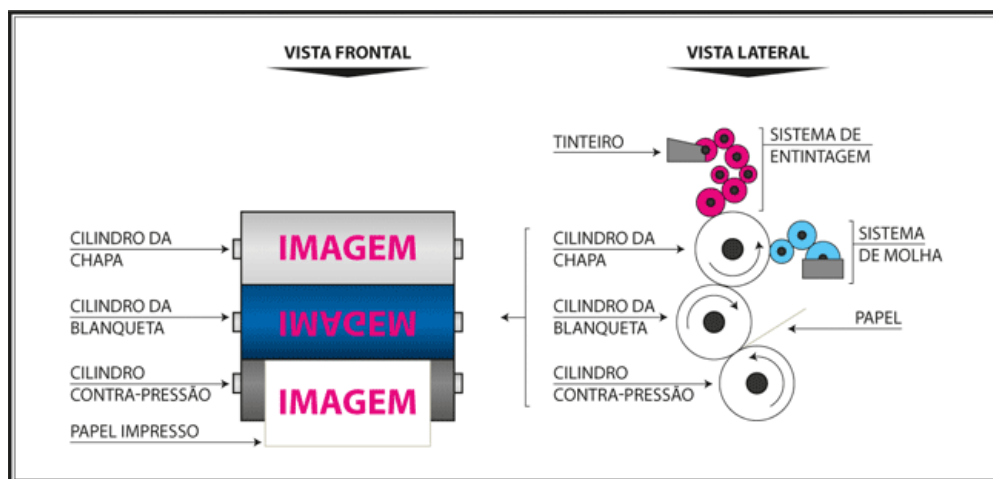 VISTA FRONTAL
CILINDRO DA
CHAPA
CILINDRO DA
BLANQUETA
CILINDRO
CONTRA-PRESSÃO
PAPEL IMPRESSO
IMAGEM
IMAGEM
IMAGEM
VISTA LATERAL
TINTEIRO
SISTEMA DE
ENTINTAGEM
CILINDRO DA
CHAPA
SISTEMA
DE MOLHA
CILINDRO DA
BLANQUETA
PAPEL
CILINDRO
CONTRA-PRESSÃO